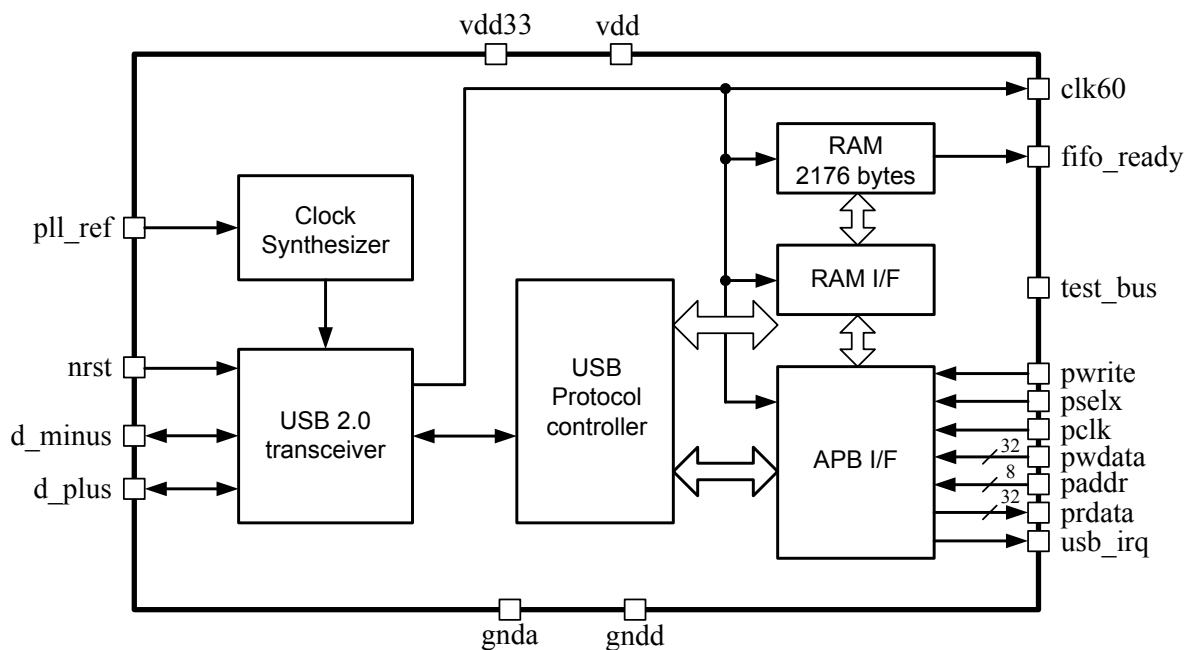 vdd33
vdd
clk60
RAM
2176 bytes
fifo_ready
pll_ref
Clock
Synthesizer
RAM I/F
test_bus
nrst
USB 2.0
transceiver
d_minus
d_plus
USB
Protocol
controller
APB I/F
pwrite
pselx
pclk
32
pwdata
8
paddr
32
prdata
usb_irq
gnda
gndd